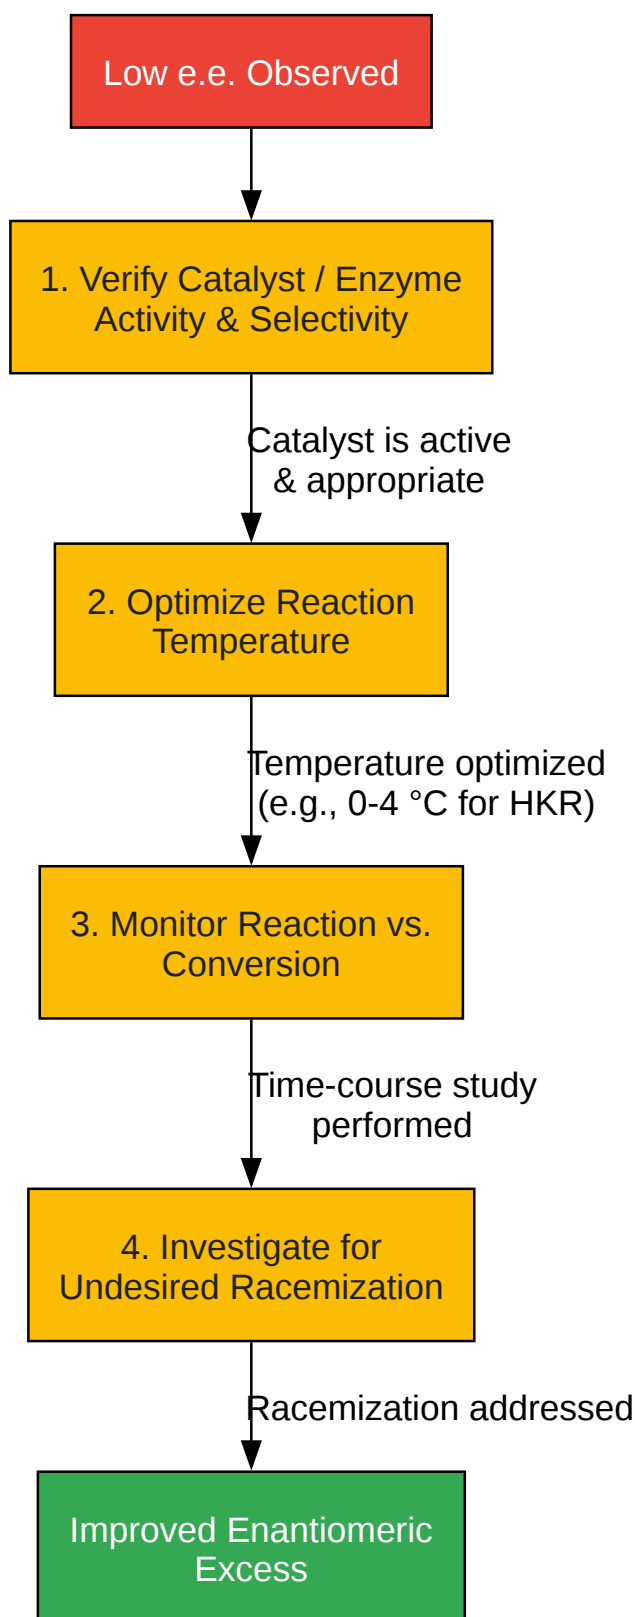 Low e.e. Observed
1. Verify Catalyst / Enzyme
Activity & Selectivity
Catalyst is active
& appropriate
2. Optimize Reaction
Temperature
Temperature optimized
(e.g., 0-4 °C for HKR)
3. Monitor Reaction vs.
Conversion
Time-course study
performed
4. Investigate for
Undesired Racemization
Racemization addressed
Improved Enantiomeric
Excess